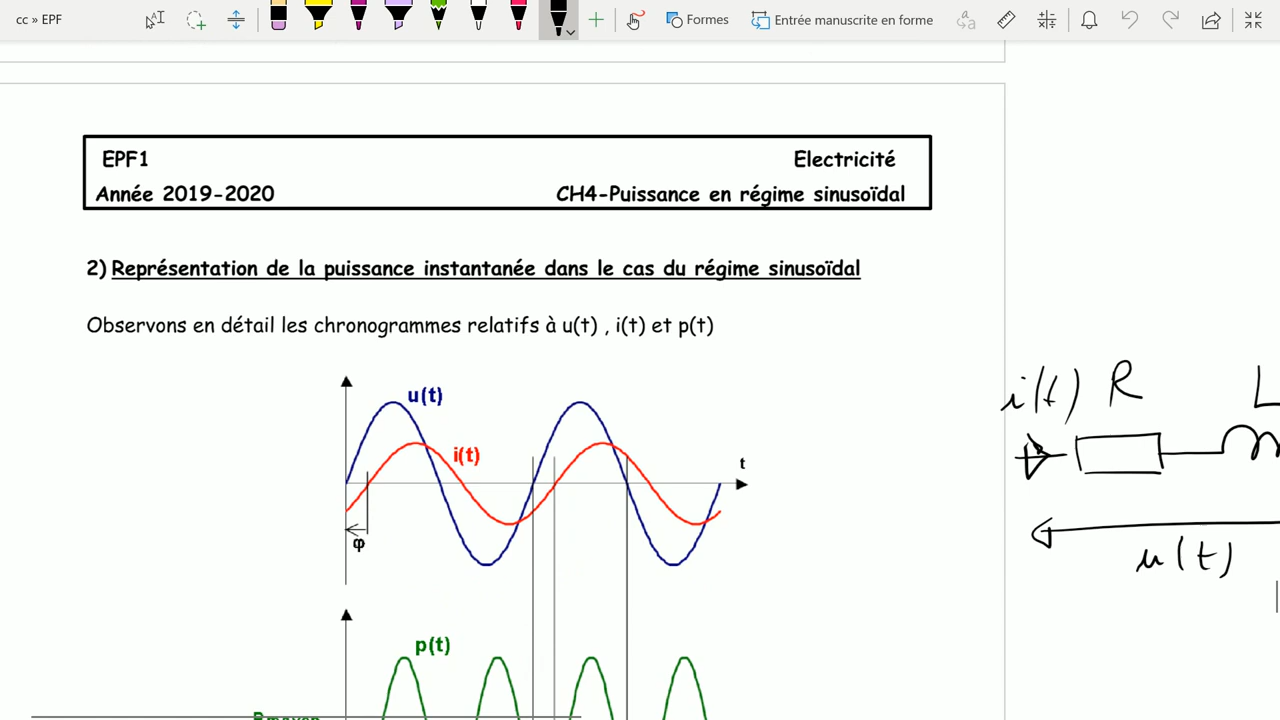 cc » EPF
Formes
Entrée manuscrite en forme
EPF1
Electricité
Année 2019-2020
CH4-Puissance en régime sinusoïdal
2) Représentation de la puissance instantanée dans le cas du régime sinusoïdal
Observons en détail les chronogrammes relatifs à u(t) , i(t) et p(t)
u(t)
i(t)
t
φ
i(t) R L
u(t)
p(t)